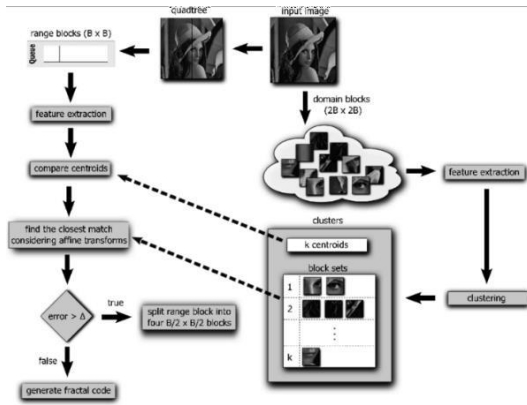 quadtree
input image
range blocks (B x B)
Queue
domain blocks
(2B x 2B)
feature extraction
feature extraction
compare centroids
clusters
k centroids
find the closest match
considering affine transforms
block sets
1
2
k
clustering
error > Δ
true
split range block into
four B/2 x B/2 blocks
false
generate fractal code